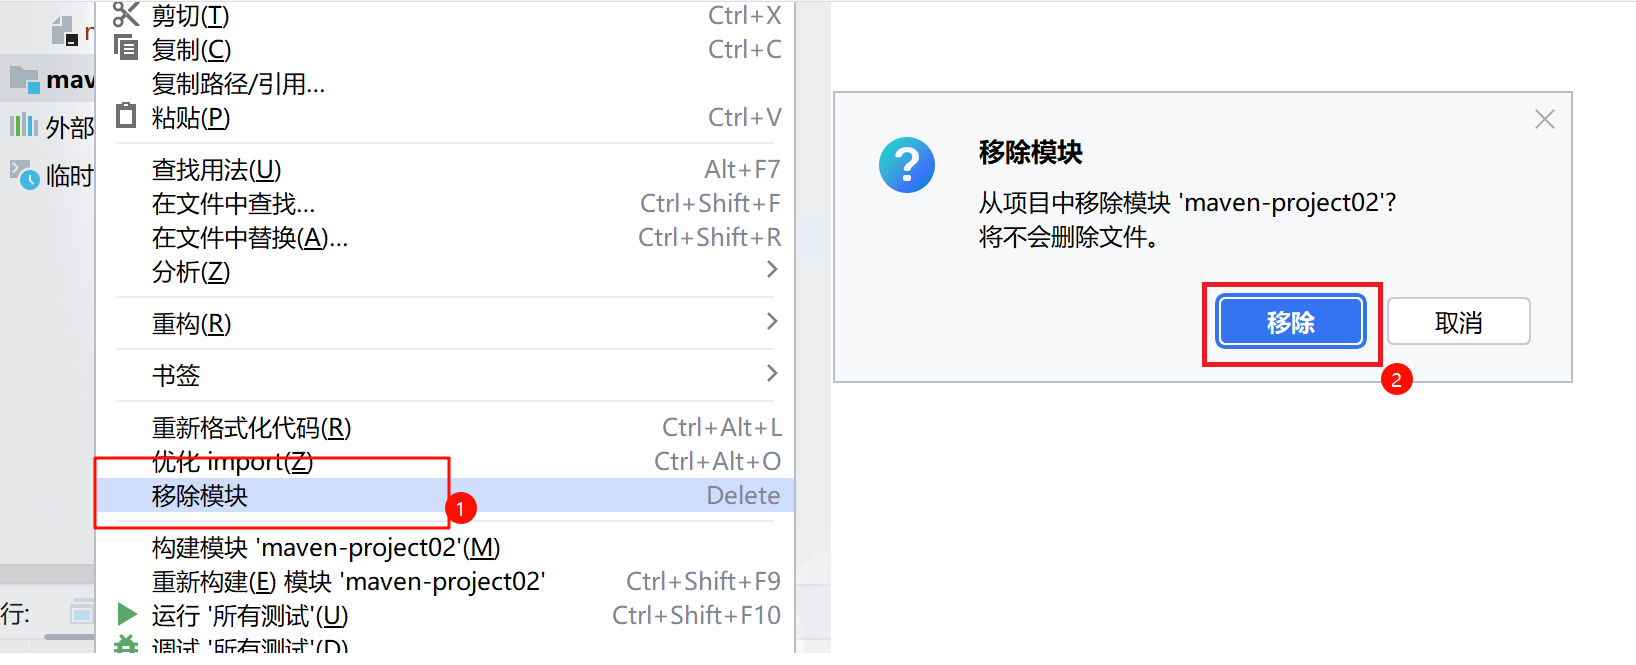 剪切(T) Ctrl+X
复制(C) Ctrl+C
复制路径/引用...
粘贴(P) Ctrl+V
mav
外部
临时
查找用法(U) Alt+F7
在文件中查找... Ctrl+Shift+F
在文件中替换(A)... Ctrl+Shift+R
分析(Z)
重构(R)
书签
重新格式化代码(R) Ctrl+Alt+L
优化 import(Z) Ctrl+Alt+O
移除模块 Delete
1
构建模块 'maven-project02'(M)
重新构建(E) 模块 'maven-project02' Ctrl+Shift+F9
运行 '所有测试'(U) Ctrl+Shift+F10
调试 '所有测试'(D)
行:
移除模块
从项目中移除模块 'maven-project02'?
将不会删除文件。
移除
取消
2